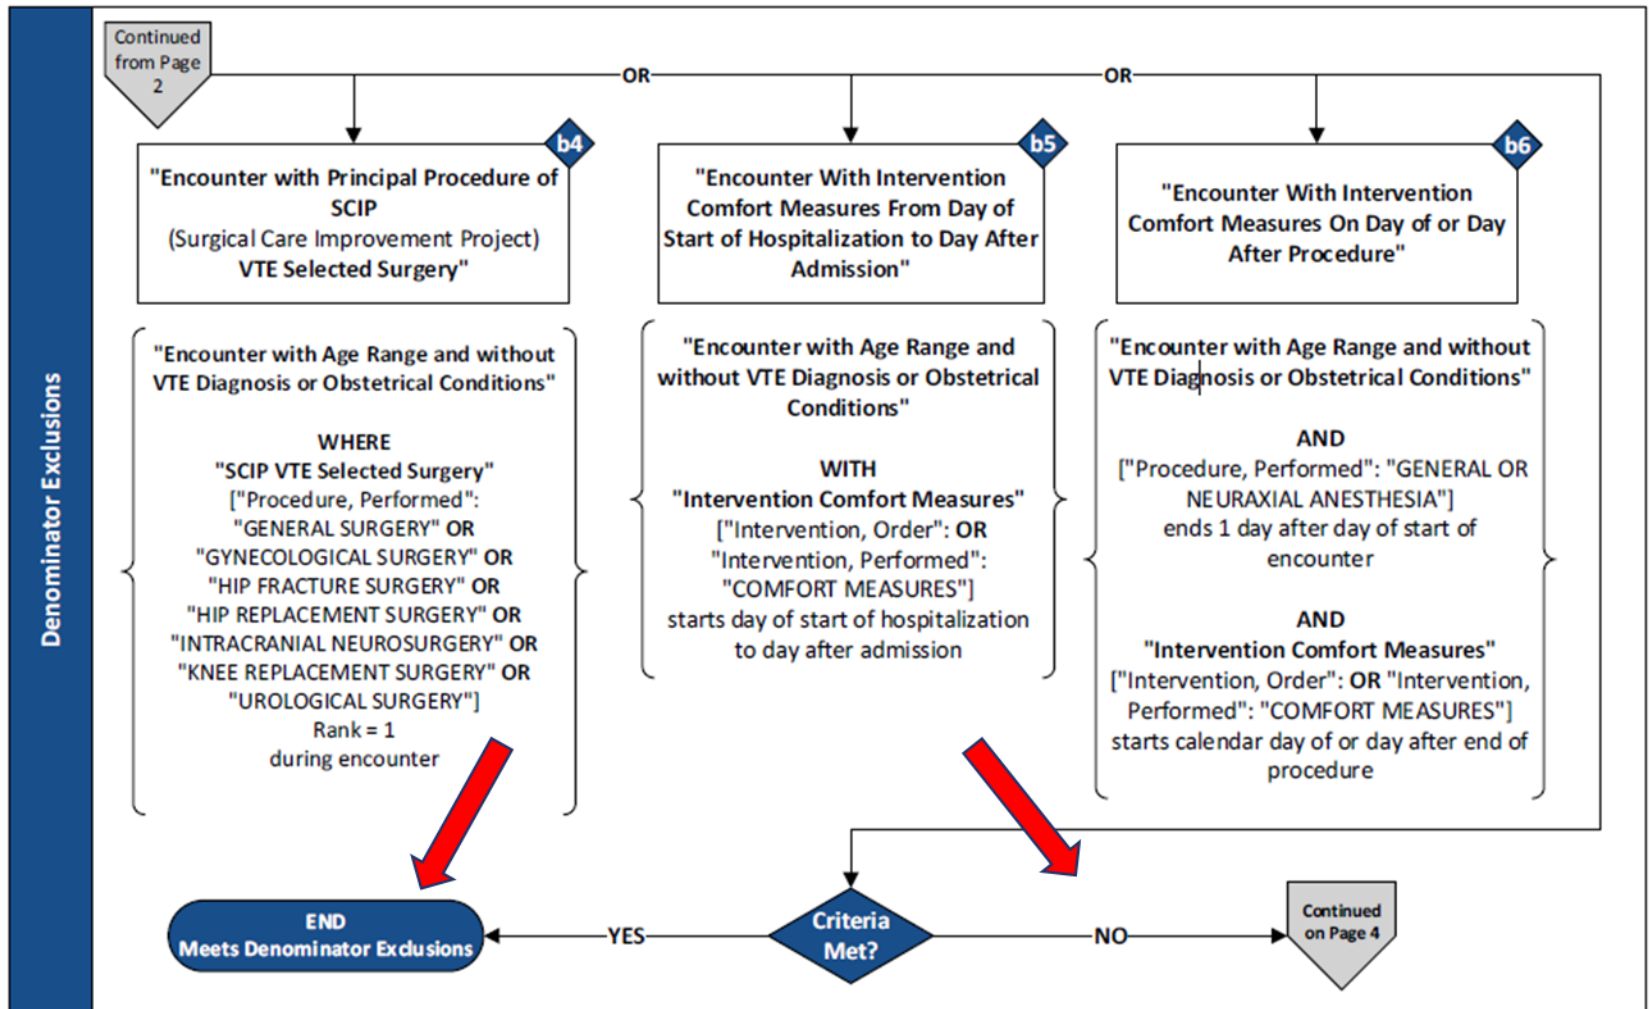 Denominator Exclusions
Continued
from Page
2
OR
OR
b4
"Encounter with Principal Procedure of
SCIP
(Surgical Care Improvement Project)
VTE Selected Surgery"
b5
"Encounter With Intervention
Comfort Measures From Day of
Start of Hospitalization to Day After
Admission"
b6
"Encounter With Intervention
Comfort Measures On Day of or Day
After Procedure"
"Encounter with Age Range and without
VTE Diagnosis or Obstetrical Conditions"
WHERE
"SCIP VTE Selected Surgery"
["Procedure, Performed":
"GENERAL SURGERY" OR
"GYNECOLOGICAL SURGERY" OR
"HIP FRACTURE SURGERY" OR
"HIP REPLACEMENT SURGERY" OR
"INTRACRANIAL NEUROSURGERY" OR
"KNEE REPLACEMENT SURGERY" OR
"UROLOGICAL SURGERY"]
Rank = 1
during encounter
"Encounter with Age Range and
without VTE Diagnosis or Obstetrical
Conditions"
WITH
"Intervention Comfort Measures"
["Intervention, Order": OR
"Intervention, Performed":
"COMFORT MEASURES"]
starts day of start of hospitalization
to day after admission
"Encounter with Age Range and without
VTE Diagnosis or Obstetrical Conditions"
AND
["Procedure, Performed": "GENERAL OR
NEURAXIAL ANESTHESIA"]
ends 1 day after day of start of
encounter
AND
"Intervention Comfort Measures"
["Intervention, Order": OR "Intervention,
Performed": "COMFORT MEASURES"]
starts calendar day of or day after end of
procedure
END
Meets Denominator Exclusions
YES
Criteria
Met?
NO
Continued
on Page 4